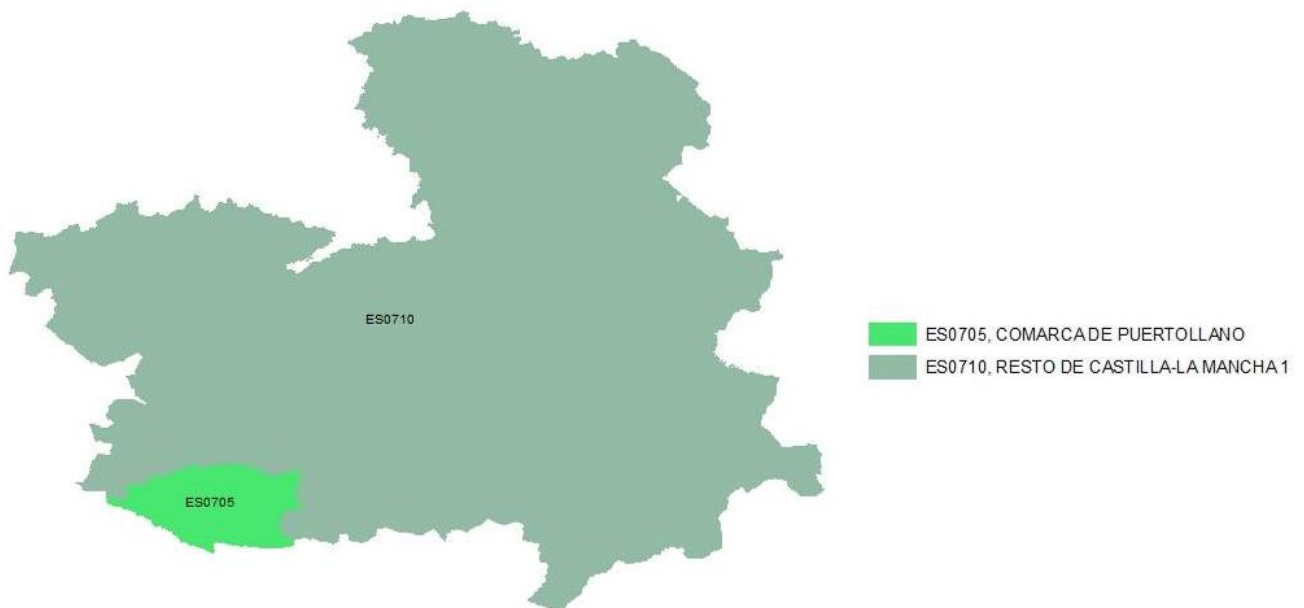 ES0710
ES0705, COMARCA DE PUERTOLLANO
ES0710, RESTO DE CASTILLA-LA MANCHA 1
ES0705